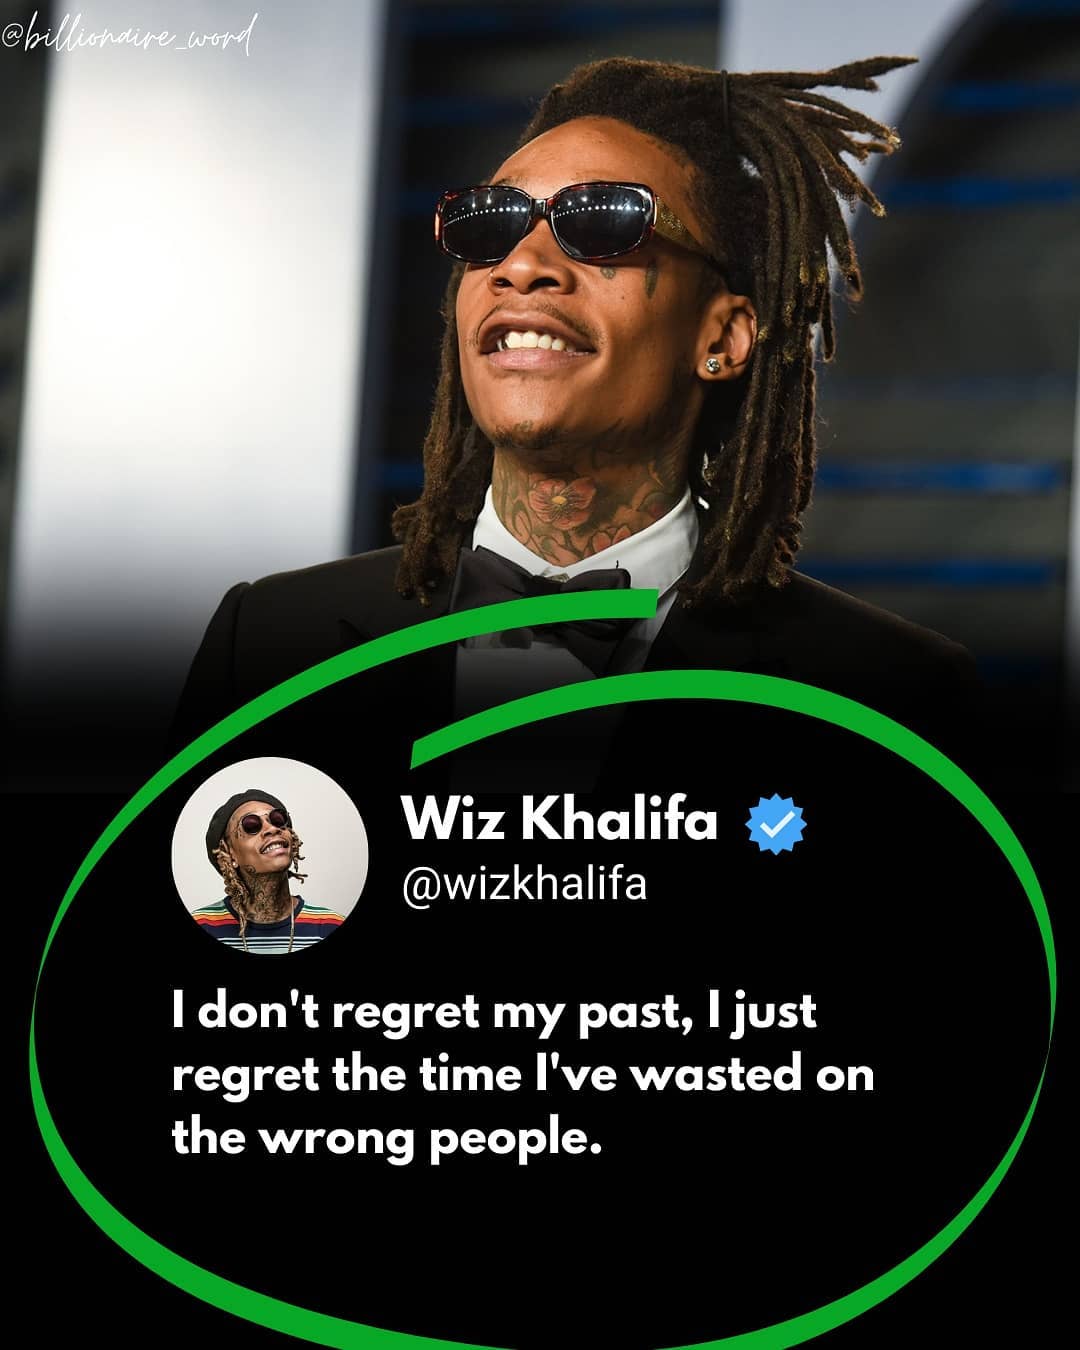 @billionaire_word
Wiz Khalifa
@wizkhalifa
I don't regret my past, I just
regret the time I've wasted on
the wrong people.